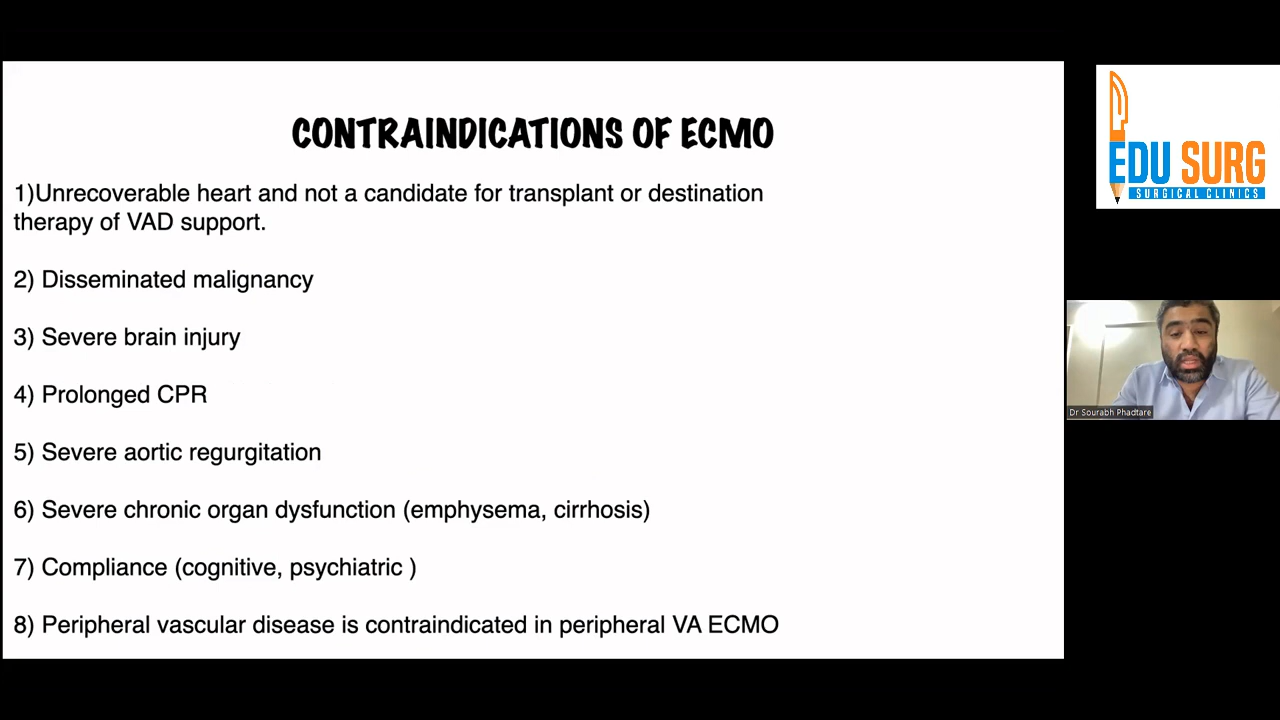 CONTRAINDICATIONS OF ECMO
1)Unrecoverable heart and not a candidate for transplant or destination
therapy of VAD support.
2) Disseminated malignancy
3) Severe brain injury
4) Prolonged CPR
5) Severe aortic regurgitation
6) Severe chronic organ dysfunction (emphysema, cirrhosis)
7) Compliance (cognitive, psychiatric )
8) Peripheral vascular disease is contraindicated in peripheral VA ECMO
EDU SURG
SURGICAL CLINICS
Dr Sourabh Phadtare